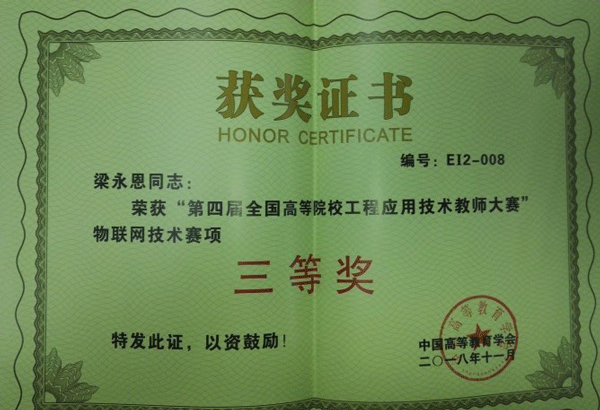 获奖证书
HONOR CERTIFICATE
编号：EI2-008
梁永恩同志：
荣获“第四届全国高等院校工程应用技术教师大赛”
物联网技术赛项
三等奖
特发此证，以资鼓励！
中国高等教育学会
二〇一八年十一月